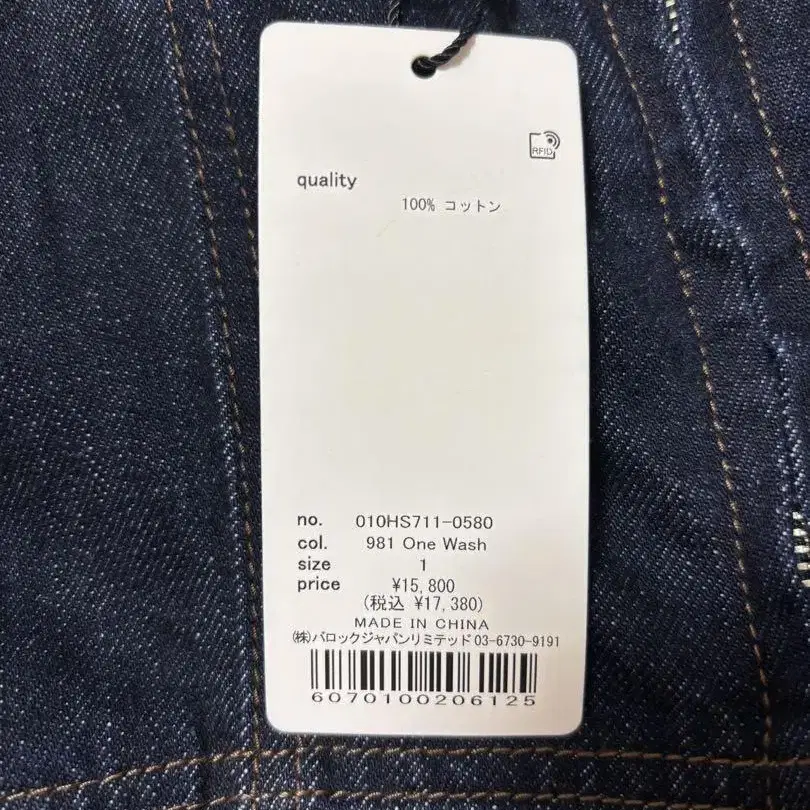 RFID
quality
100% コットン
no. 010HS711-0580
col. 981 One Wash
size 1
price ¥15,800
(税込 ¥17,380)
MADE IN CHINA
(株)バロックジャパンリミテッド 03-6730-9191
6070100206125